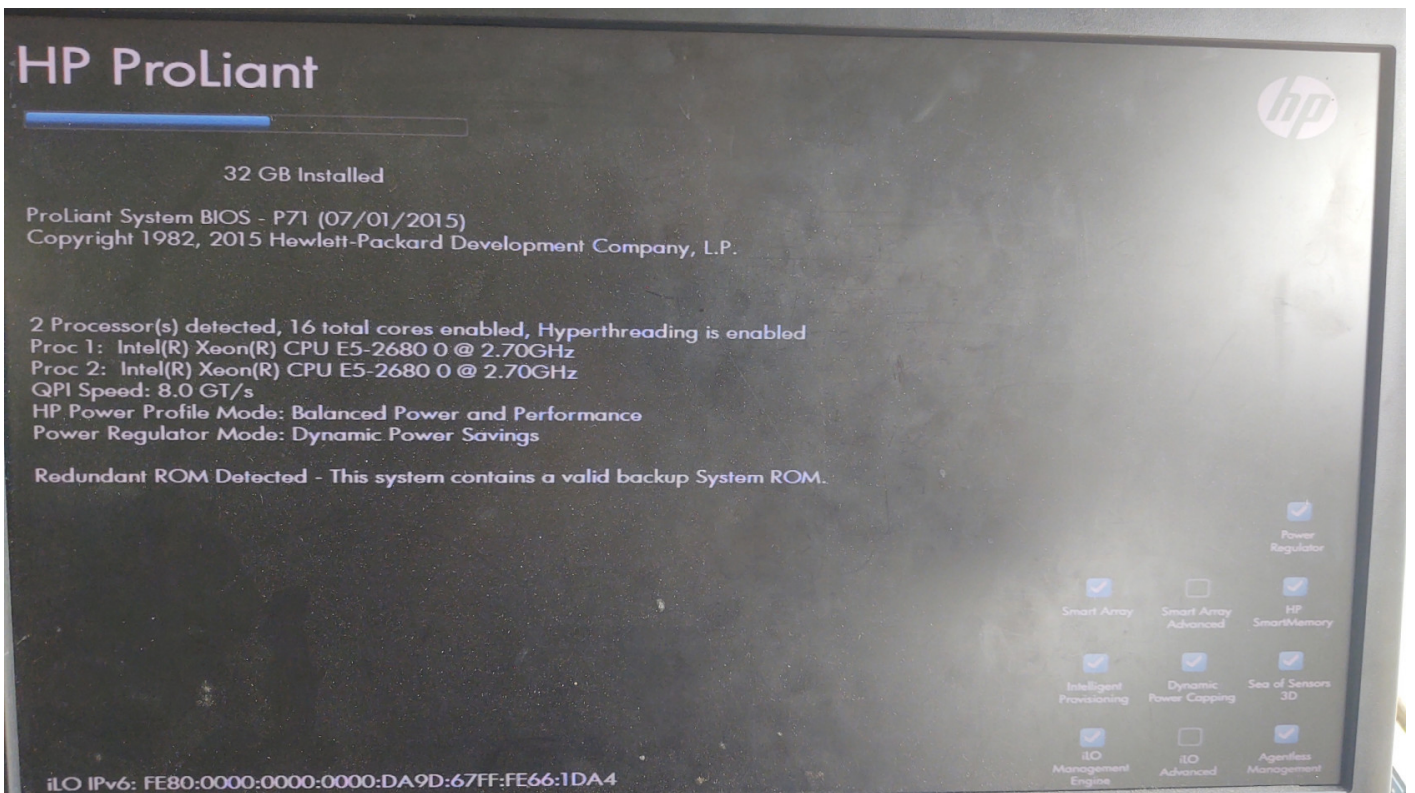 HP ProLiant
hp
32 GB Installed
ProLiant System BIOS - P71 (07/01/2015)
Copyright 1982, 2015 Hewlett-Packard Development Company, L.P.
2 Processor(s) detected, 16 total cores enabled, Hyperthreading is enabled
Proc 1: Intel(R) Xeon(R) CPU E5-2680 0 @ 2.70GHz
Proc 2: Intel(R) Xeon(R) CPU E5-2680 0 @ 2.70GHz
QPI Speed: 8.0 GT/s
HP Power Profile Mode: Balanced Power and Performance
Power Regulator Mode: Dynamic Power Savings
Redundant ROM Detected - This system contains a valid backup System ROM.
Power
Regulator
Smart Array
Smart Array
Advanced
HP
SmartMemory
Intelligent
Provisioning
Dynamic
Power Capping
Sea of Sensors
3D
iLO
Management
Engine
iLO
Advanced
Agentless
Management
iLO IPv6: FE80:0000:0000:0000:DA9D:67FF:FE66:1DA4